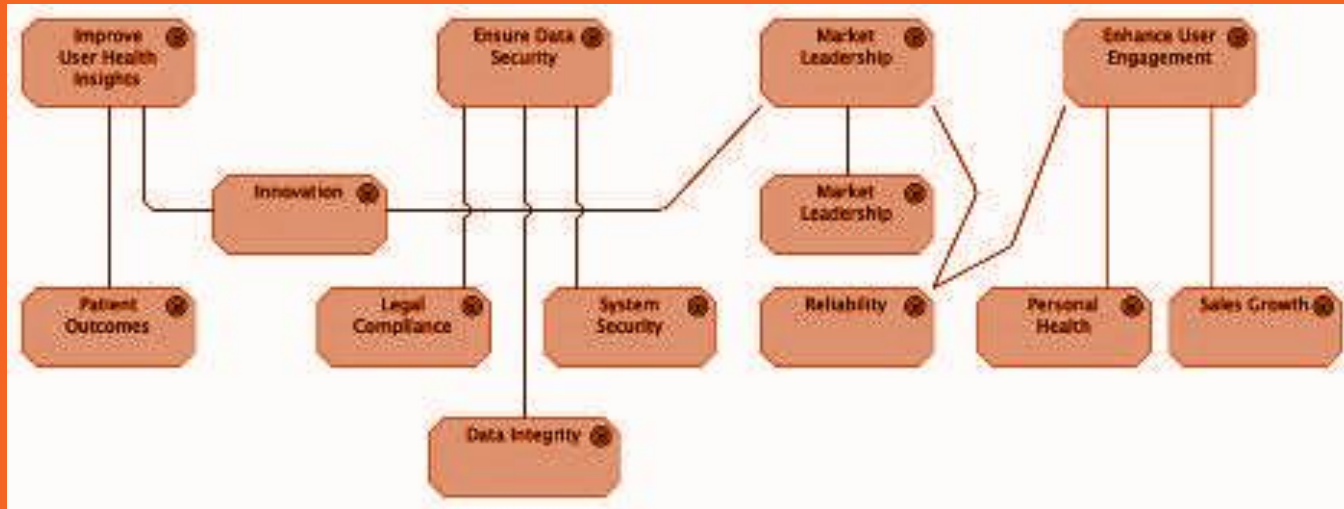 Improve
User Health
Insights
Ensure Data
Security
Market
Leadership
Enhance User
Engagement
Innovation
Market
Leadership
Patient
Outcomes
Legal
Compliance
System
Security
Reliability
Personal
Health
Sales Growth
Data Integrity